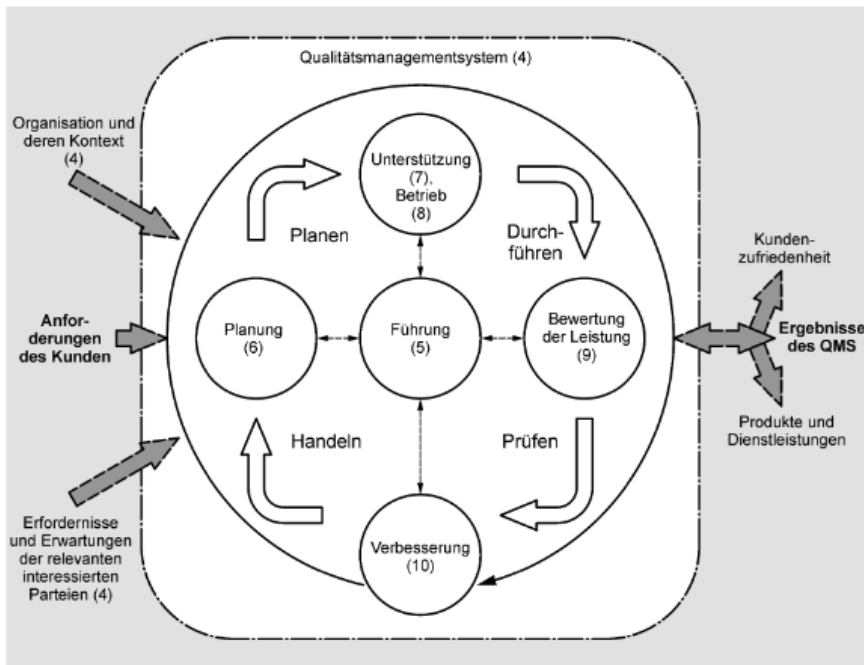 Qualitätsmanagementsystem (4)
Organisation und
deren Kontext
(4)
Unterstützung
(7),
Betrieb
(8)
Planen
Durch-
führen
Kunden-
zufriedenheit
Anfor-
derungen
des Kunden
Planung
(6)
Führung
(5)
Bewertung
der Leistung
(9)
Ergebnisse
des QMS
Handeln
Prüfen
Produkte und
Dienstleistungen
Erfordernisse
und Erwartungen
der relevanten
interessierten
Parteien (4)
Verbesserung
(10)